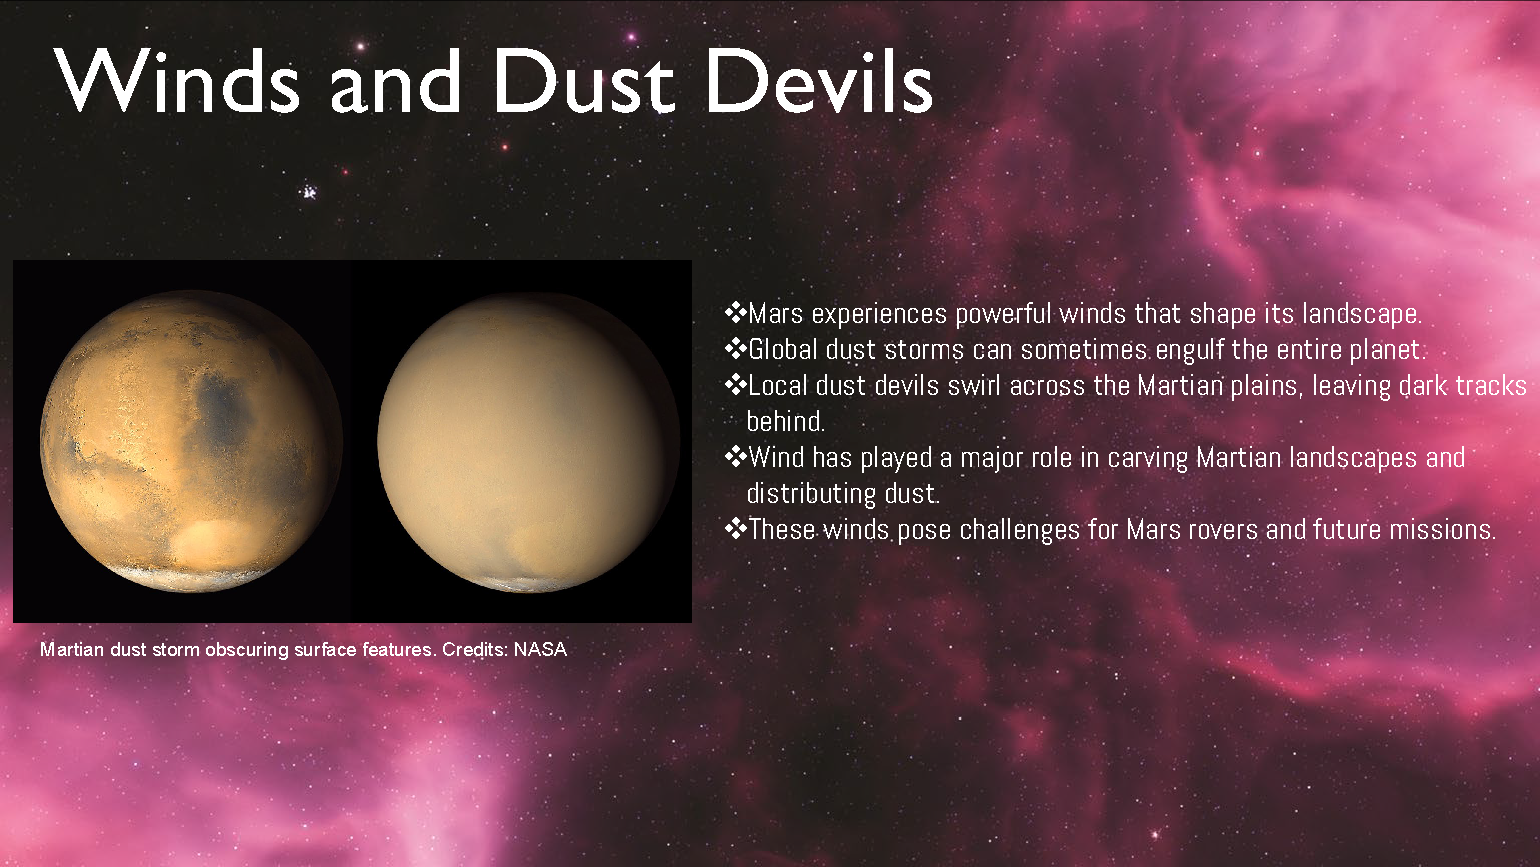 Winds and Dust Devils
❖Mars experiences powerful winds that shape its landscape.
❖Global dust storms can sometimes engulf the entire planet.
❖Local dust devils swirl across the Martian plains, leaving dark tracks
behind.
❖Wind has played a major role in carving Martian landscapes and
distributing dust.
❖These winds pose challenges for Mars rovers and future missions.
Martian dust storm obscuring surface features. Credits: NASA